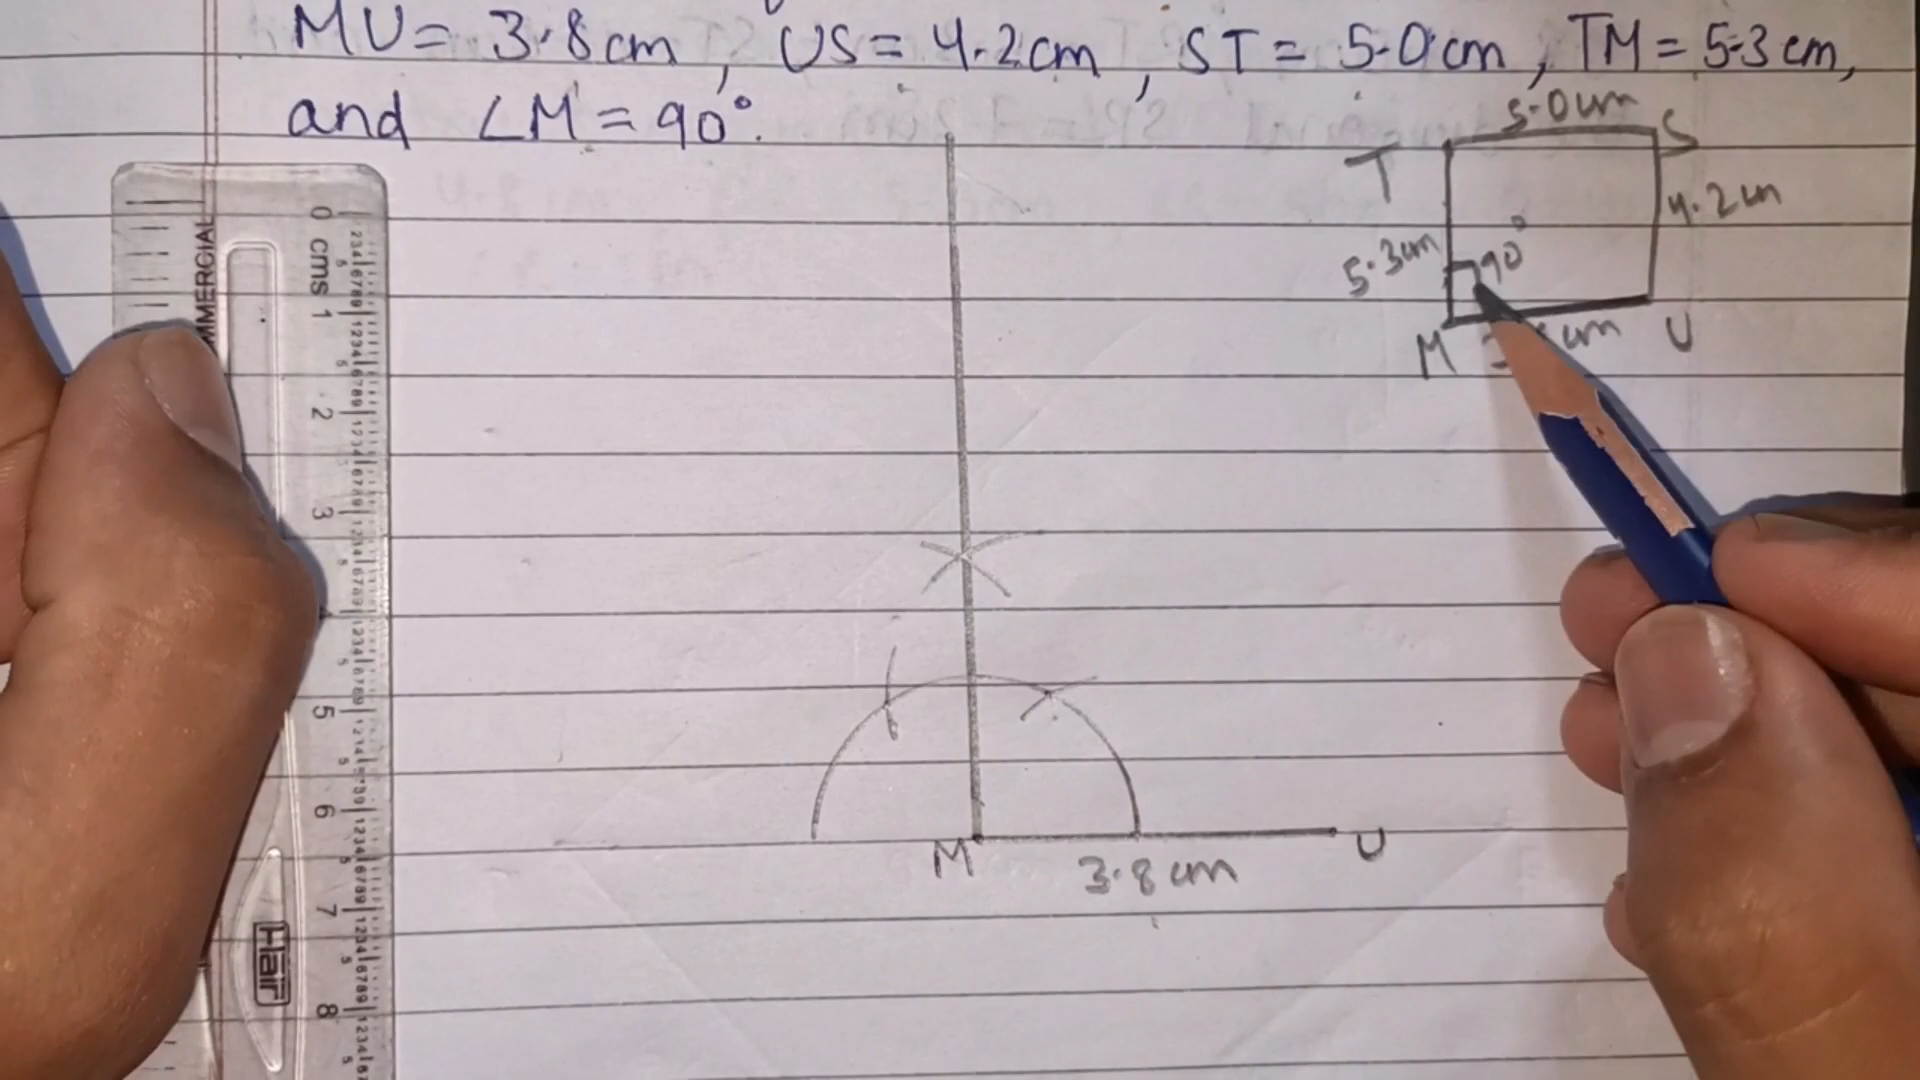 MU = 3.8 cm, US = 4.2 cm, ST = 5.0 cm, TM = 5.3 cm,
and ∠M = 90°.
5.0 cm
T S
4.2 cm
5.3 cm 90°
M cm U
0 cms 1 2 3 5 6 7 8
MMERCIAL
Hair
M 3.8 cm U